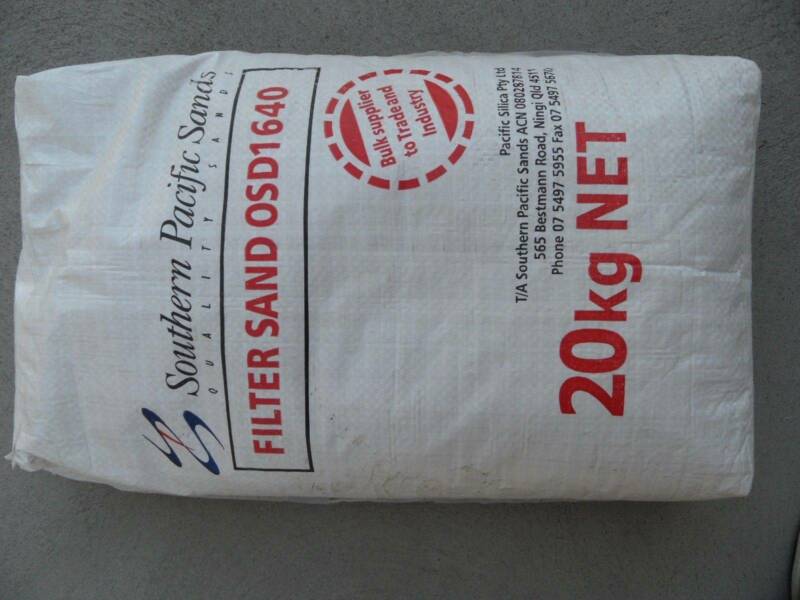 Southern Pacific Sands
QUALITY SANDS
FILTER SAND OSD1640
Bulk supplier
to Trade and
Industry
Pacific Silica Pty Ltd
T/A Southern Pacific Sands ACN 080287814
565 Bestmann Road, Ningi Qld 4511
Phone 07 5497 5955 Fax 07 5497 5670
20kg NET